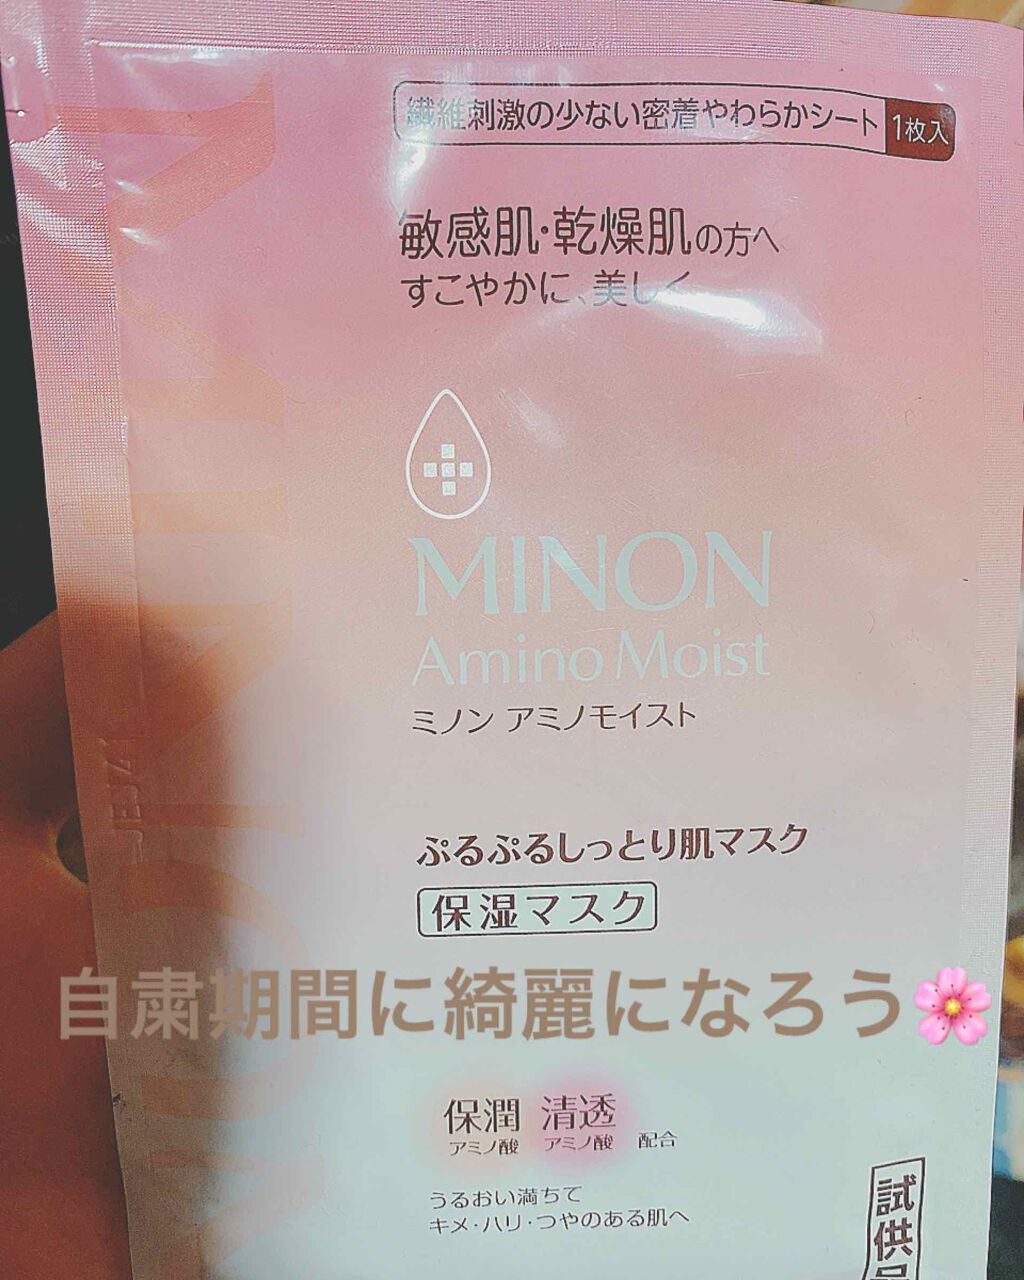 繊維刺激の少ない密着やわらかシート 1枚入
敏感肌・乾燥肌の方へ
すこやかに、美しく
MINON
Amino Moist
ミノン アミノモイスト
ぷるぷるしっとり肌マスク
保湿マスク
自粛期間に綺麗になろう🌸
保潤 清透
アミノ酸 アミノ酸 配合
うるおい満ちて
キメ・ハリ・つやのある肌へ
試供品